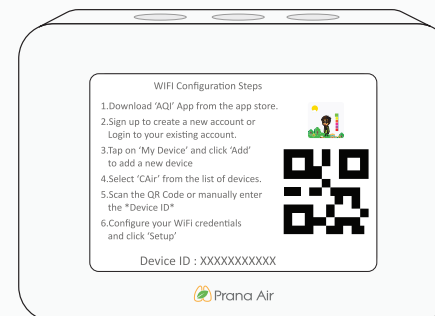 WIFI Configuration Steps
1.Download 'AQI' App from the app store.
2.Sign up to create a new account or
Login to your existing account.
3.Tap on 'My Device' and click 'Add'
to add a new device
4.Select 'CAir' from the list of devices.
5.Scan the QR Code or manually enter
the *Device ID*
6.Configure your WiFi credentials
and click 'Setup'
Device ID : XXXXXXXXXXX
Prana Air